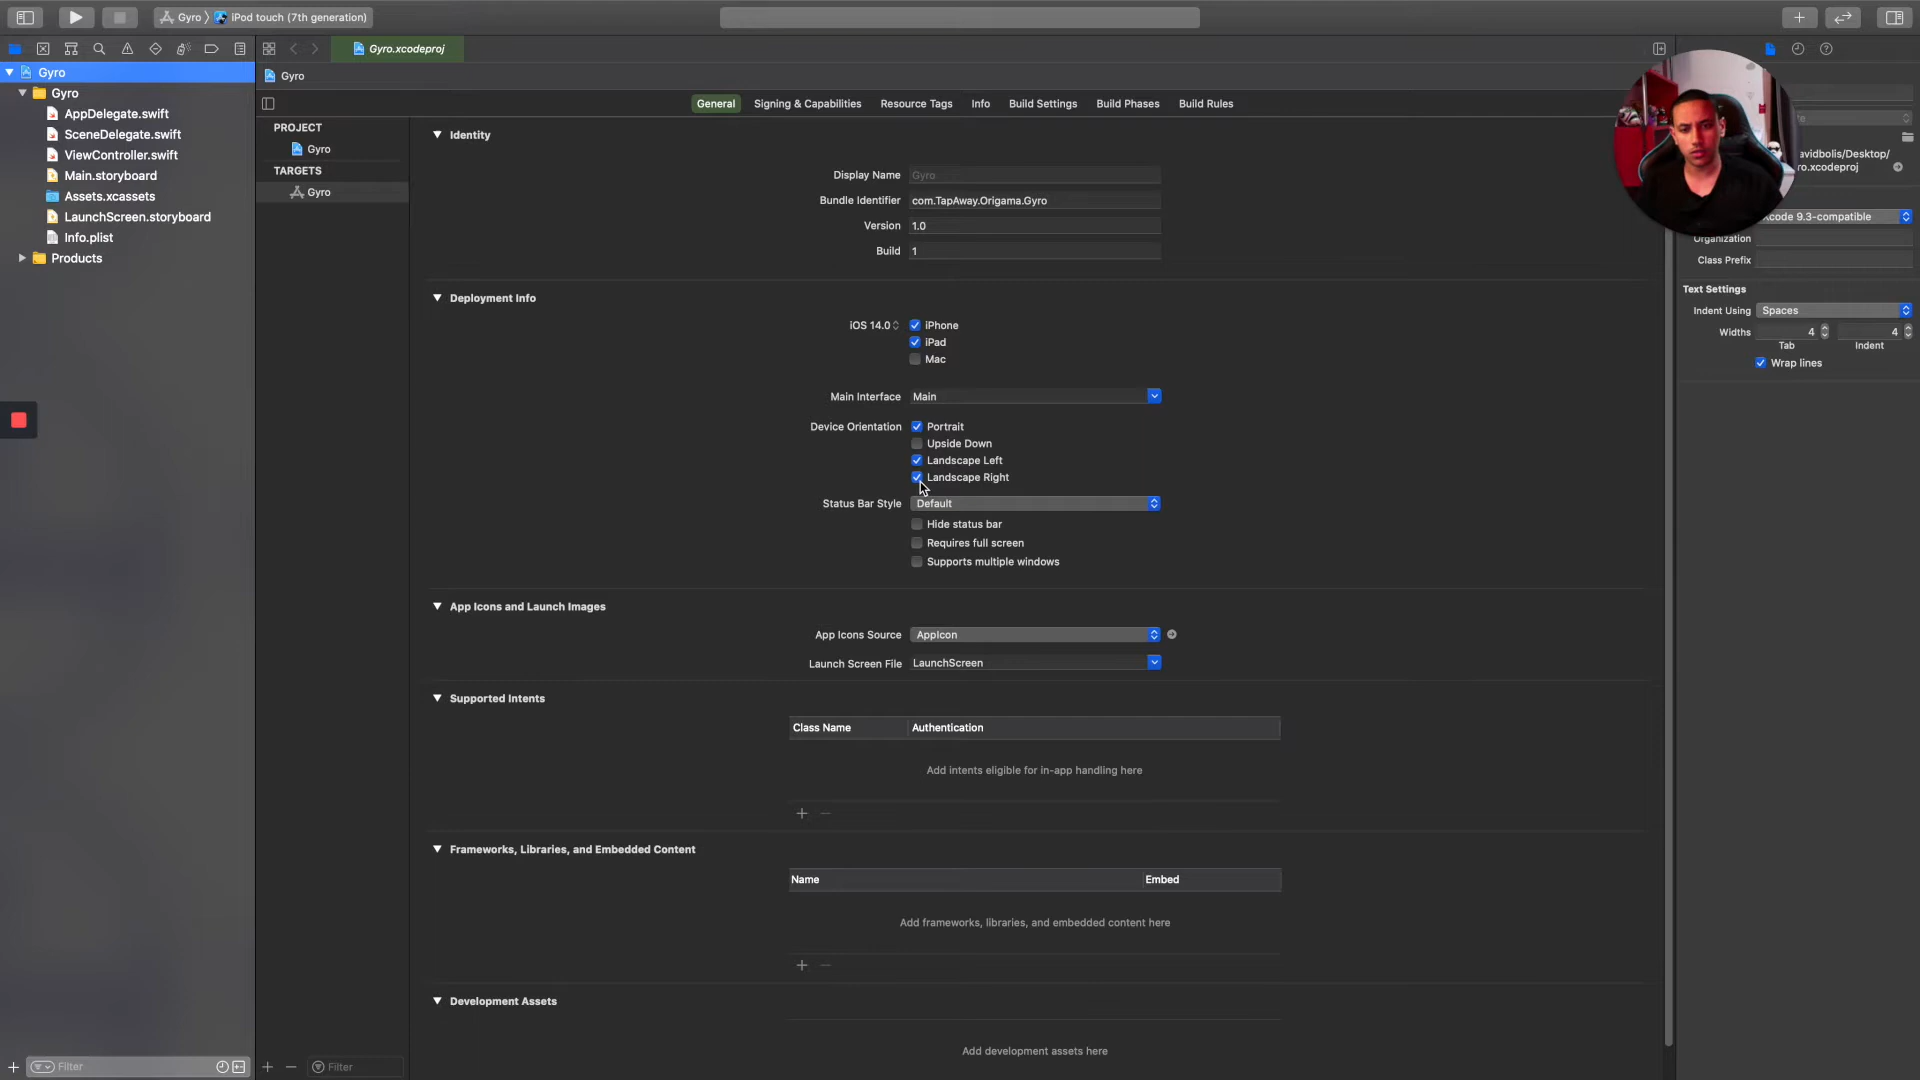 Gyro 〉 iPod touch (7th generation)
Gyro.xcodeproj
Gyro
Gyro
General Signing & Capabilities Resource Tags Info Build Settings Build Phases Build Rules
Gyro
AppDelegate.swift
SceneDelegate.swift
ViewController.swift
Main.storyboard
Assets.xcassets
LaunchScreen.storyboard
Info.plist
Products
PROJECT
Gyro
TARGETS
Gyro
Identity
Display Name Gyro
Bundle Identifier com.TapAway.Origama.Gyro
Version 1.0
Build 1
Deployment Info
iOS 14.0 iPhone
iPad
Mac
Main Interface Main
Device Orientation Portrait
Upside Down
Landscape Left
Landscape Right
Status Bar Style Default
Hide status bar
Requires full screen
Supports multiple windows
App Icons and Launch Images
App Icons Source AppIcon
Launch Screen File LaunchScreen
Supported Intents
Class Name Authentication
Add intents eligible for in-app handling here
Frameworks, Libraries, and Embedded Content
Name Embed
Add frameworks, libraries, and embedded content here
Development Assets
Add development assets here
Filter
Filter
avidbolis/Desktop/
ro.xcodeproj
Xcode 9.3-compatible
Organization
Class Prefix
Text Settings
Indent Using Spaces
Widths 4 4
Tab Indent
Wrap lines